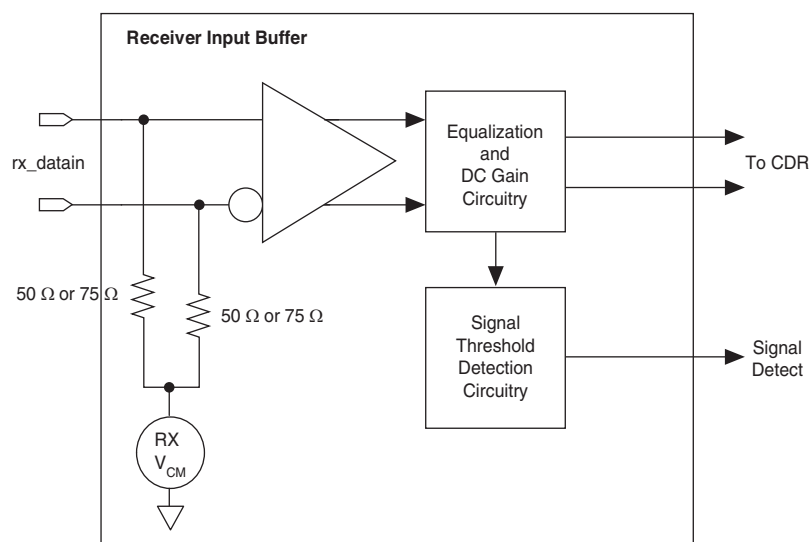 Receiver Input Buffer
rx_datain
Equalization
and
DC Gain
Circuitry
To CDR
50 Ω or 75 Ω
50 Ω or 75 Ω
Signal
Threshold
Detection
Circuitry
Signal
Detect
RX
V_CM